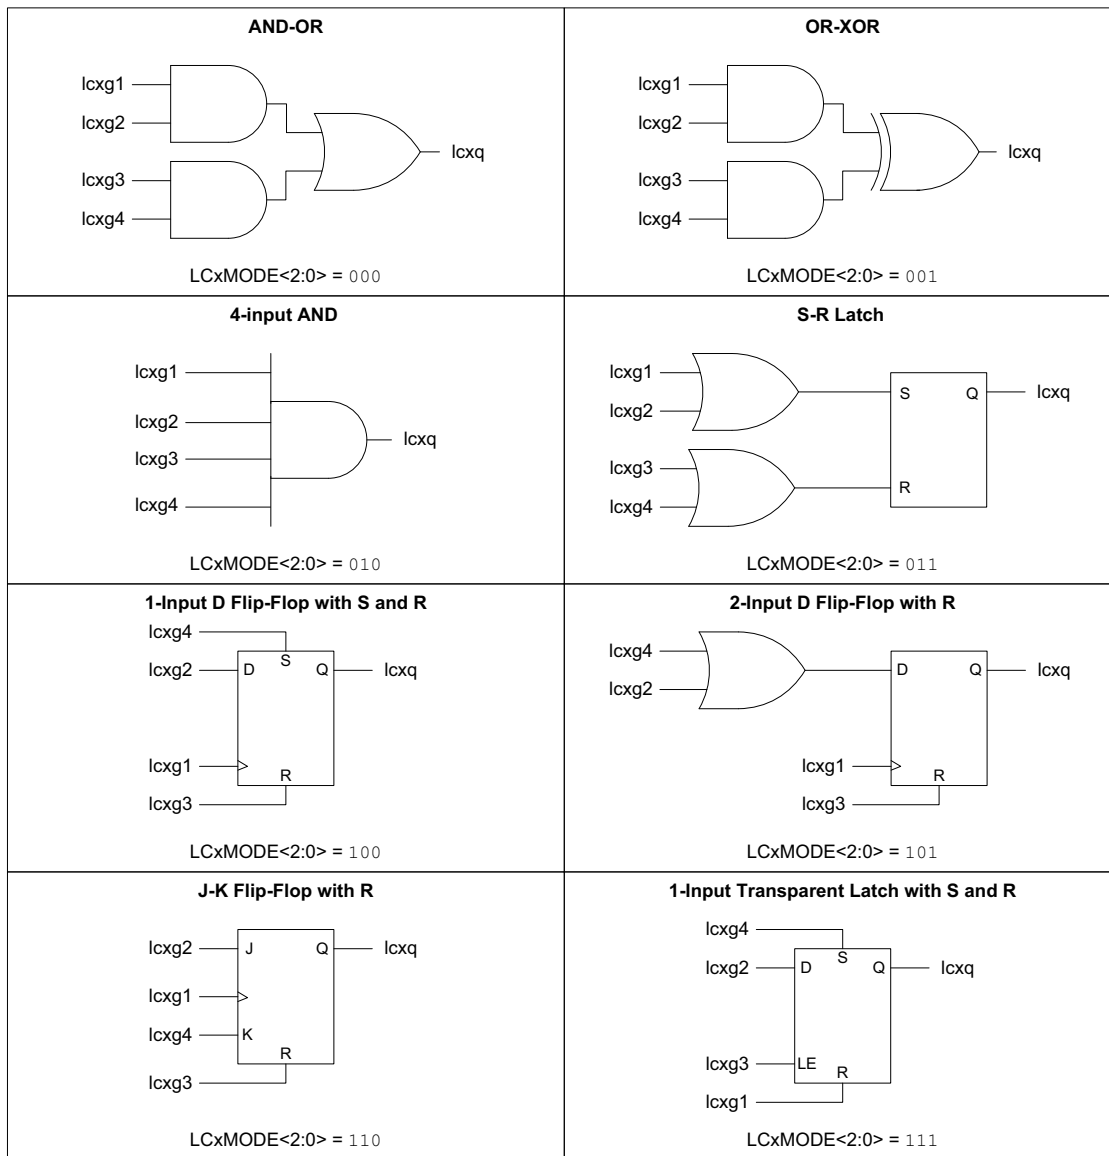 AND-OR
lcxg1
lcxg2
lcxg3
lcxg4
lcxq
LCxMODE<2:0> = 000
OR-XOR
lcxg1
lcxg2
lcxg3
lcxg4
lcxq
LCxMODE<2:0> = 001
4-input AND
lcxg1
lcxg2
lcxg3
lcxg4
lcxq
LCxMODE<2:0> = 010
S-R Latch
lcxg1
lcxg2
lcxg3
lcxg4
S Q
R
lcxq
LCxMODE<2:0> = 011
1-Input D Flip-Flop with S and R
lcxg4
S
lcxg2 D Q lcxq
lcxg1
R
lcxg3
LCxMODE<2:0> = 100
2-Input D Flip-Flop with R
lcxg4
lcxg2
D Q lcxq
lcxg1
R
lcxg3
LCxMODE<2:0> = 101
J-K Flip-Flop with R
lcxg2 J Q lcxq
lcxg1
lcxg4 K
R
lcxg3
LCxMODE<2:0> = 110
1-Input Transparent Latch with S and R
lcxg4
S
lcxg2 D Q lcxq
lcxg3 LE
R
lcxg1
LCxMODE<2:0> = 111